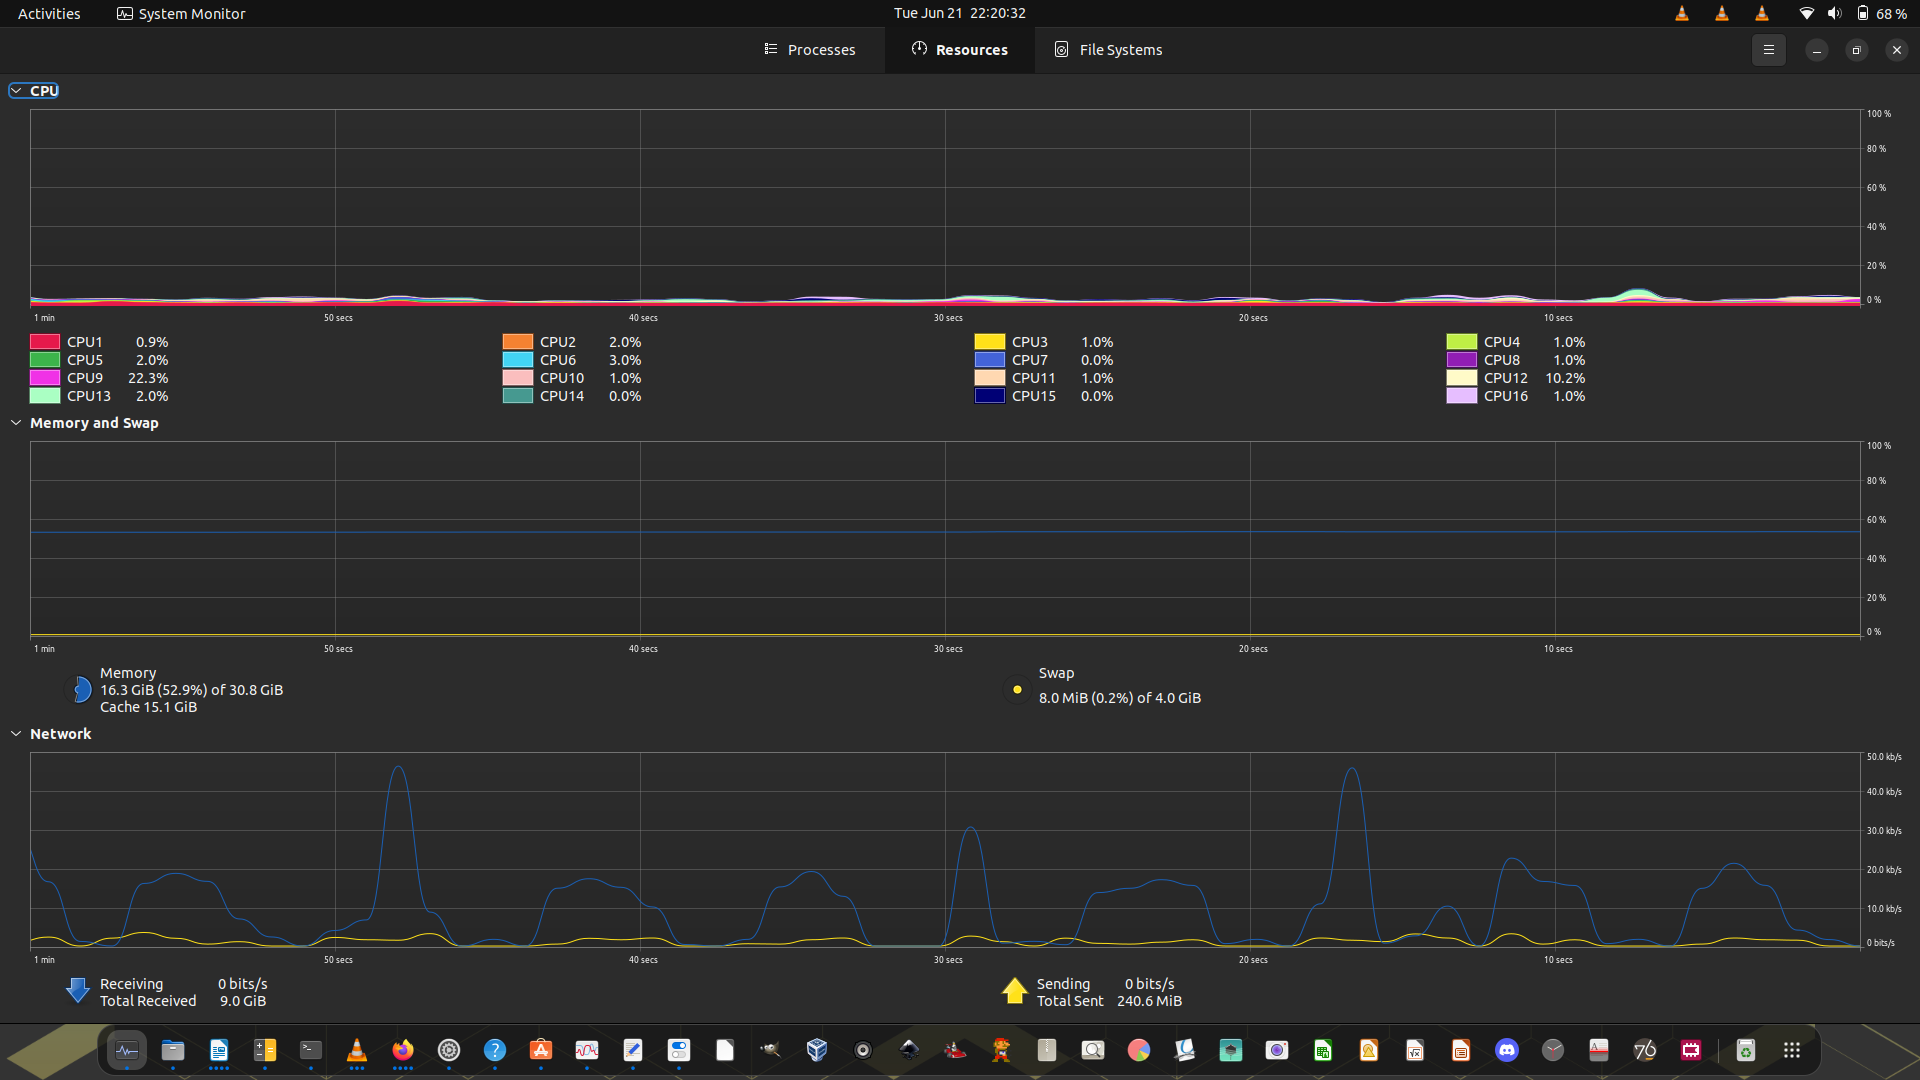 Activities System Monitor Tue Jun 21 22:20:32 68 %
Processes Resources File Systems
CPU
100 %
80 %
60 %
40 %
20 %
0 %
1 min 50 secs 40 secs 30 secs 20 secs 10 secs
CPU1 0.9% CPU2 2.0% CPU3 1.0% CPU4 1.0%
CPU5 2.0% CPU6 3.0% CPU7 0.0% CPU8 1.0%
CPU9 22.3% CPU10 1.0% CPU11 1.0% CPU12 10.2%
CPU13 2.0% CPU14 0.0% CPU15 0.0% CPU16 1.0%
Memory and Swap
100 %
80 %
60 %
40 %
20 %
0 %
1 min 50 secs 40 secs 30 secs 20 secs 10 secs
Memory Swap
16.3 GiB (52.9%) of 30.8 GiB 8.0 MiB (0.2%) of 4.0 GiB
Cache 15.1 GiB
Network
50.0 kb/s
40.0 kb/s
30.0 kb/s
20.0 kb/s
10.0 kb/s
0 bits/s
1 min 50 secs 40 secs 30 secs 20 secs 10 secs
Receiving 0 bits/s Sending 0 bits/s
Total Received 9.0 GiB Total Sent 240.6 MiB
76